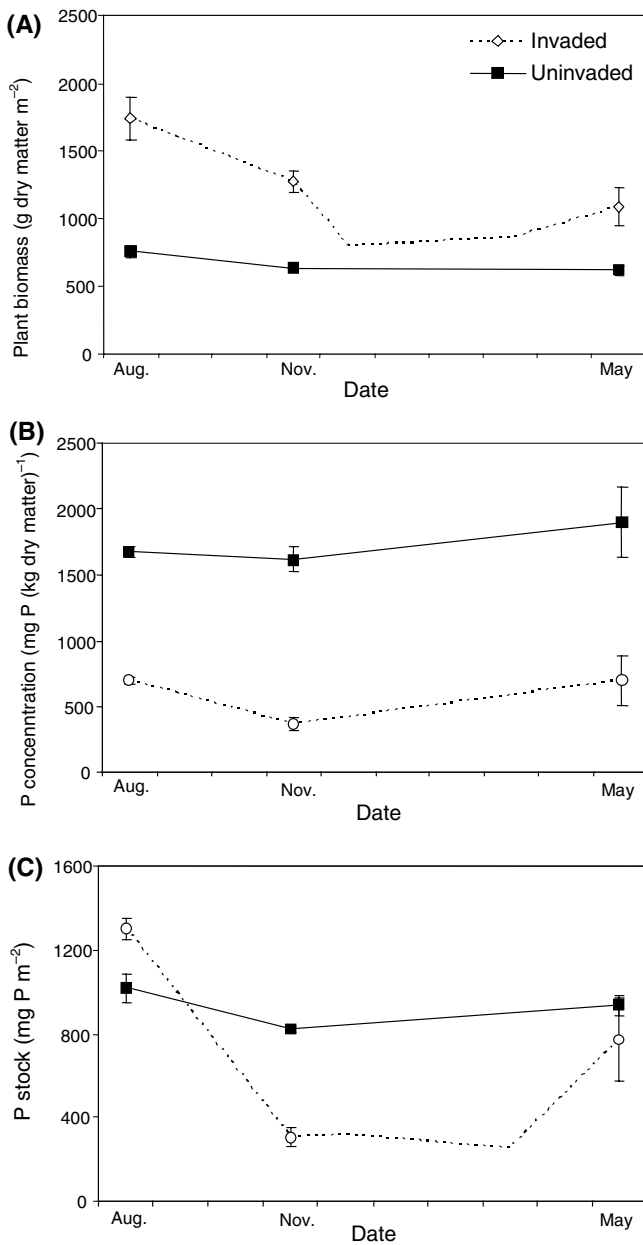 (A)
Plant biomass (g dry matter m⁻²)
2500
2000
1500
1000
500
0
Invaded
Uninvaded
Aug.
Nov.
May
Date
(B)
P concenntration (mg P (kg dry matter)⁻¹
2500
2000
1500
1000
500
0
Aug.
Nov.
May
Date
(C)
P stock (mg P m⁻²)
1600
1200
800
400
0
Aug.
Nov.
May
Date